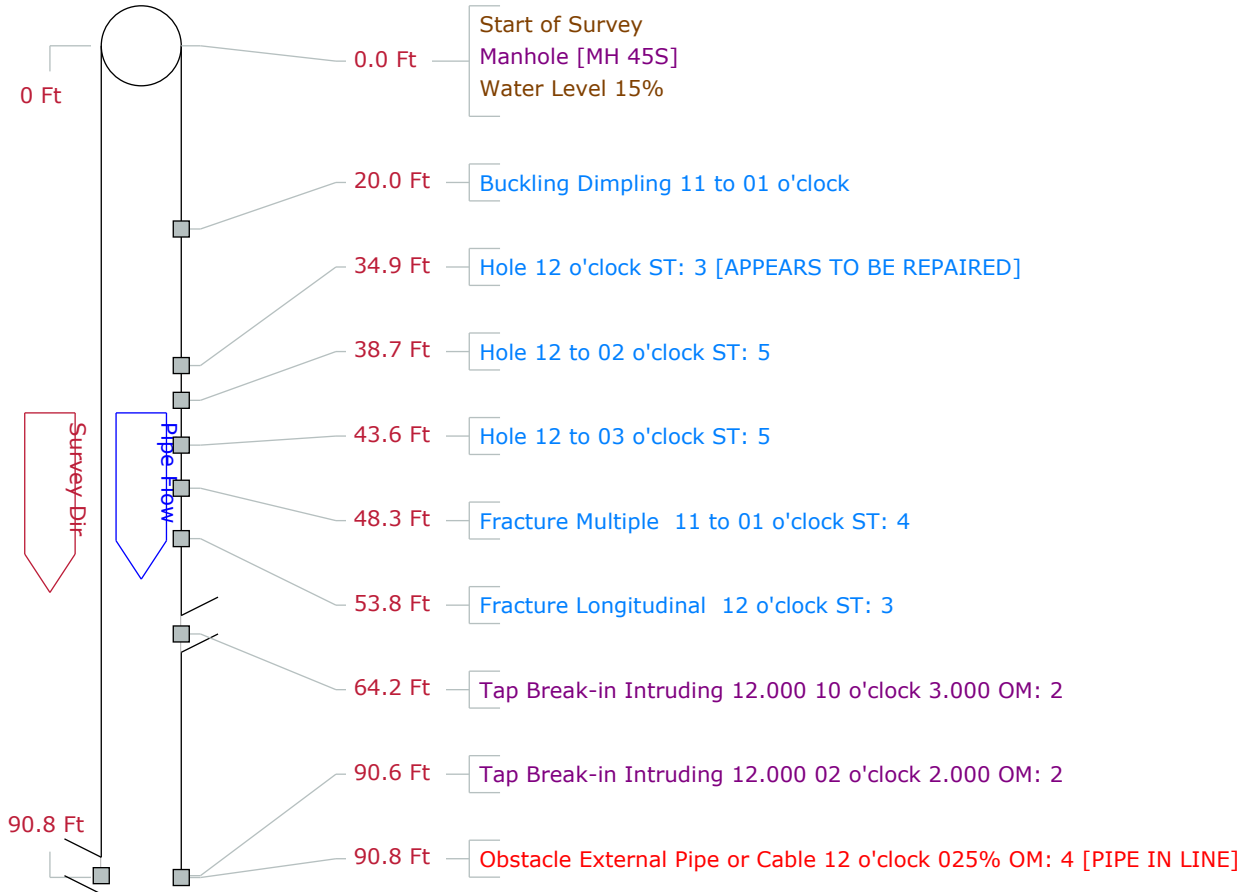 Start of Survey
0.0 Ft Manhole [MH 45S]
Water Level 15%
0 Ft
20.0 Ft Buckling Dimpling 11 to 01 o'clock
34.9 Ft Hole 12 o'clock ST: 3 [APPEARS TO BE REPAIRED]
38.7 Ft Hole 12 to 02 o'clock ST: 5
43.6 Ft Hole 12 to 03 o'clock ST: 5
Survey Dir
Pipe Flow
48.3 Ft Fracture Multiple 11 to 01 o'clock ST: 4
53.8 Ft Fracture Longitudinal 12 o'clock ST: 3
64.2 Ft Tap Break-in Intruding 12.000 10 o'clock 3.000 OM: 2
90.6 Ft Tap Break-in Intruding 12.000 02 o'clock 2.000 OM: 2
90.8 Ft
90.8 Ft Obstacle External Pipe or Cable 12 o'clock 025% OM: 4 [PIPE IN LINE]